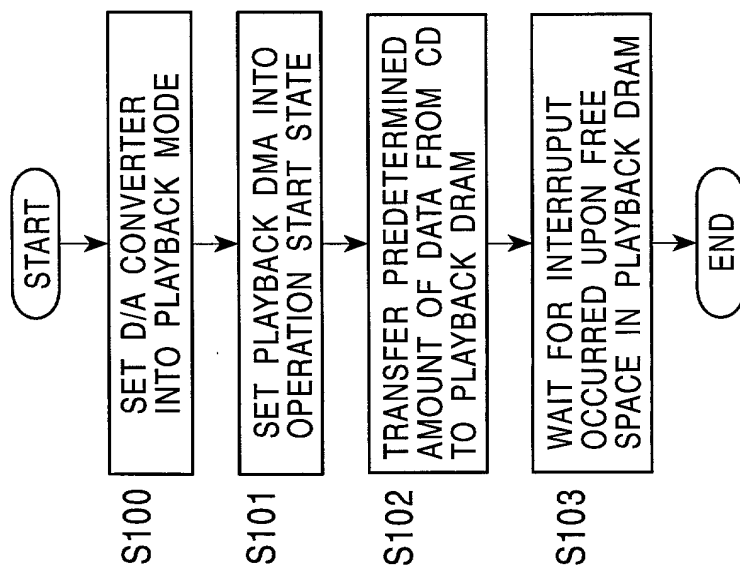 START
S100
SET D/A CONVERTER
INTO PLAYBACK MODE
S101
SET PLAYBACK DMA INTO
OPERATION START STATE
S102
TRANSFER PREDETERMINED
AMOUNT OF DATA FROM CD
TO PLAYBACK DRAM
S103
WAIT FOR INTERRUPUT
OCCURRED UPON FREE
SPACE IN PLAYBACK DRAM
END